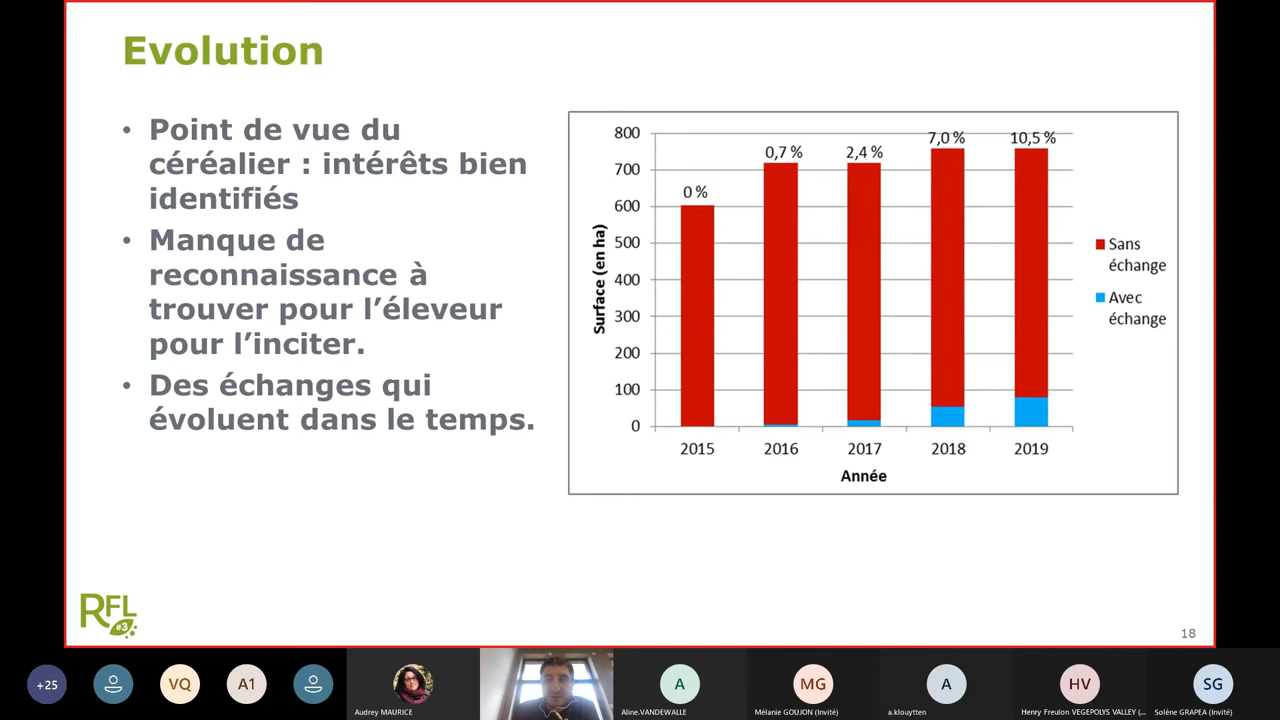 Evolution
• Point de vue du
céréalier : intérêts bien
identifiés
• Manque de
reconnaissance à
trouver pour l’éleveur
pour l’inciter.
• Des échanges qui
évoluent dans le temps.
Surface (en ha)
800
700
600
500
400
300
200
100
0
0 %
0,7 %
2,4 %
7,0 %
10,5 %
2015
2016
2017
2018
2019
Année
Sans
échange
Avec
échange
RFL
#3
18
+25
VQ
A1
Audrey MAURICE
A
Aline.VANDEWALLE
MG
Mélanie GOUJON (Invité)
A
a.klouytten
HV
Henry Freulon VEGEPOLYS VALLEY (...
SG
Solène GRAPEA (Invité)